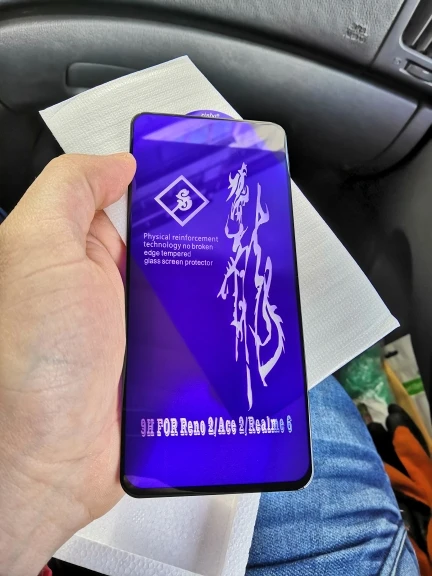 Physical reinforcement
technology no broken
edge tempered
glass screen protector
9H FOR Reno 2/Ace 2/Realme 6